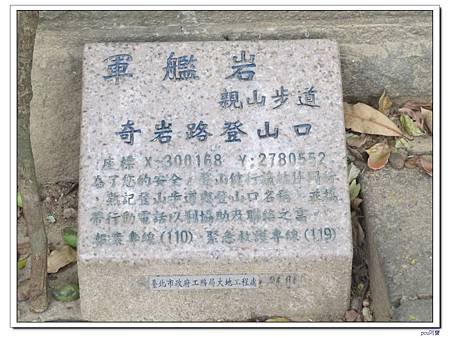 軍艦岩
親山步道
奇岩路登山口
座標 X:300168 Y:2780552
為了您的安全，登山健行請結伴同行
，熟記登山步道與登山口名稱，並攜
帶行動電話以利協助及聯絡之需。
報案專線(110)、緊急救護專線(119)
臺北市政府工務局大地工程處